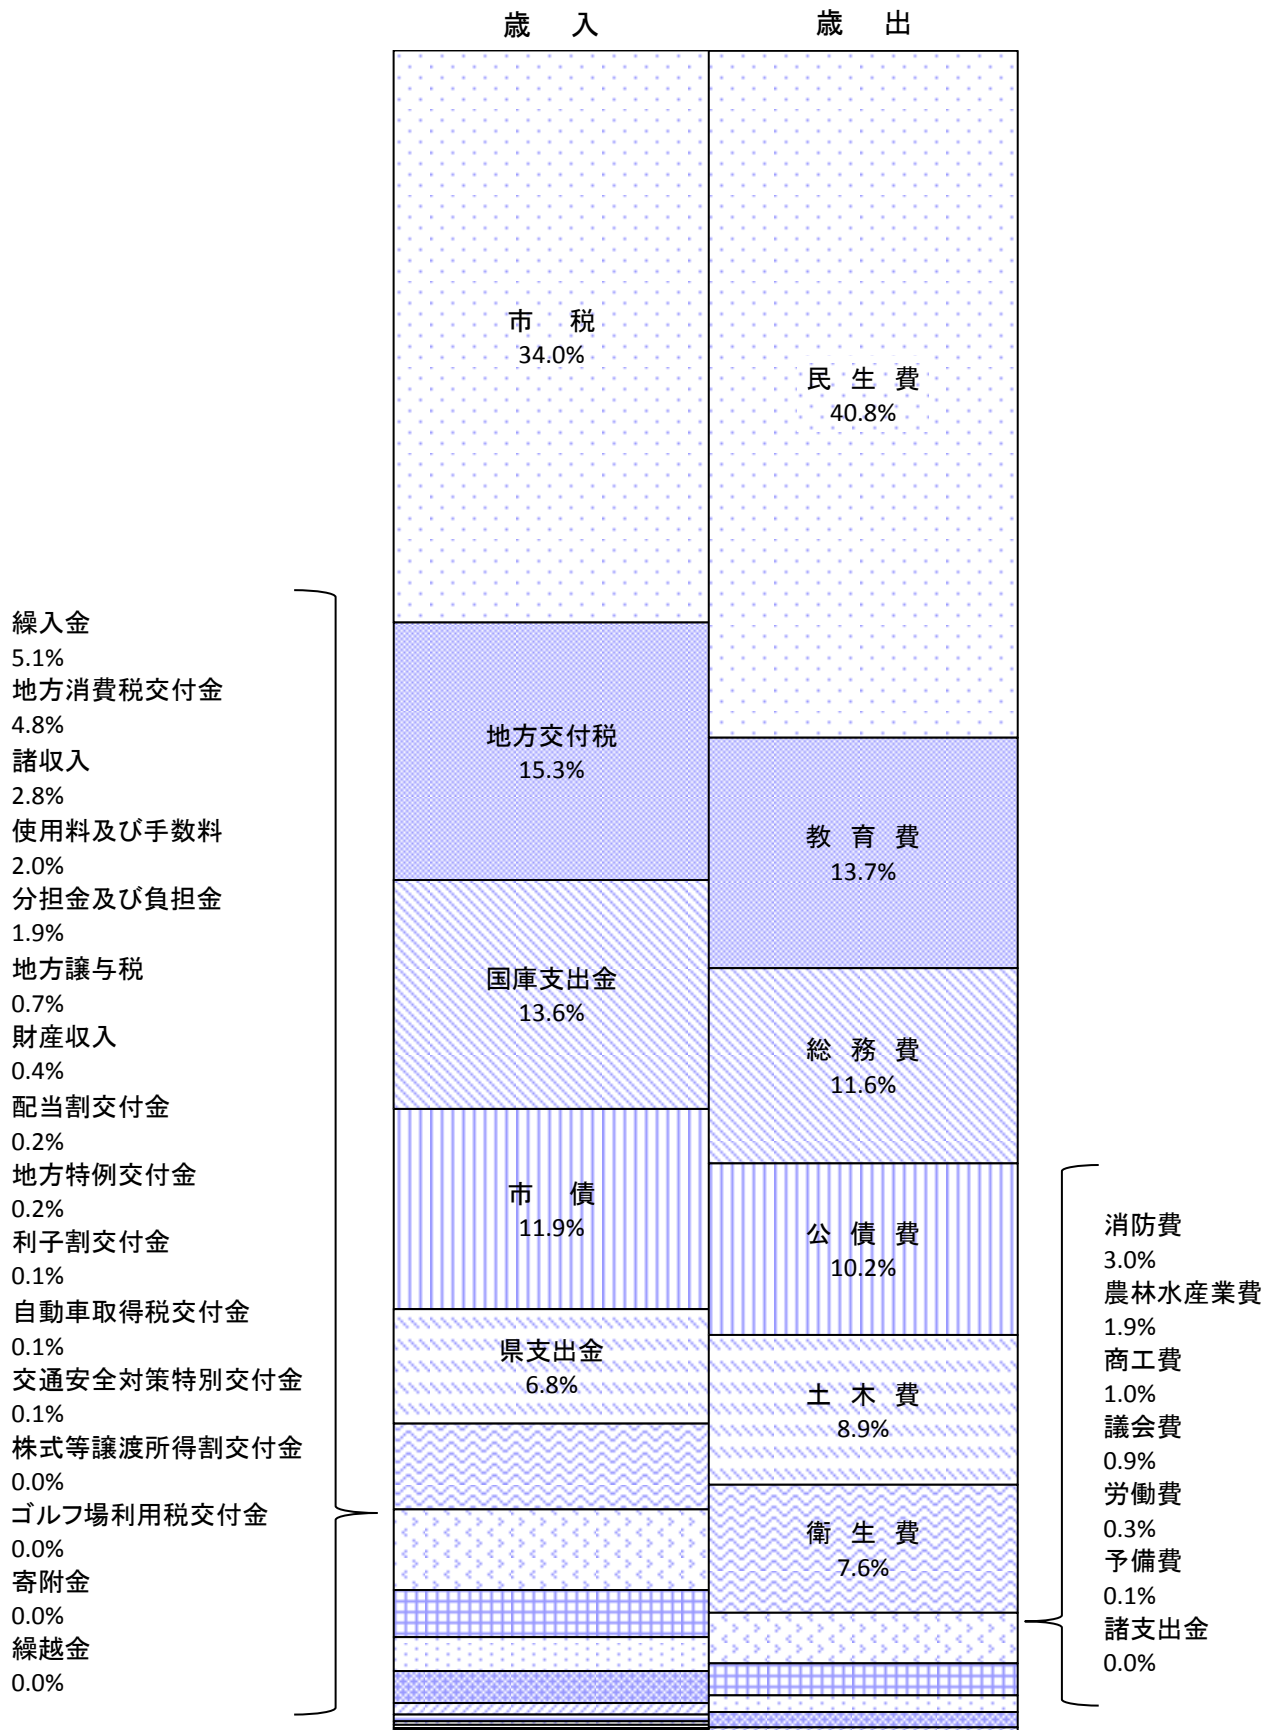 歳　入
歳　出
市　税
34.0%
地方交付税
15.3%
国庫支出金
13.6%
市　債
11.9%
県支出金
6.8%
民 生 費
40.8%
教 育 費
13.7%
総 務 費
11.6%
公 債 費
10.2%
土 木 費
8.9%
衛 生 費
7.6%
繰入金
5.1%
地方消費税交付金
4.8%
諸収入
2.8%
使用料及び手数料
2.0%
分担金及び負担金
1.9%
地方譲与税
0.7%
財産収入
0.4%
配当割交付金
0.2%
地方特例交付金
0.2%
利子割交付金
0.1%
自動車取得税交付金
0.1%
交通安全対策特別交付金
0.1%
株式等譲渡所得割交付金
0.0%
ゴルフ場利用税交付金
0.0%
寄附金
0.0%
繰越金
0.0%
消防費
3.0%
農林水産業費
1.9%
商工費
1.0%
議会費
0.9%
労働費
0.3%
予備費
0.1%
諸支出金
0.0%